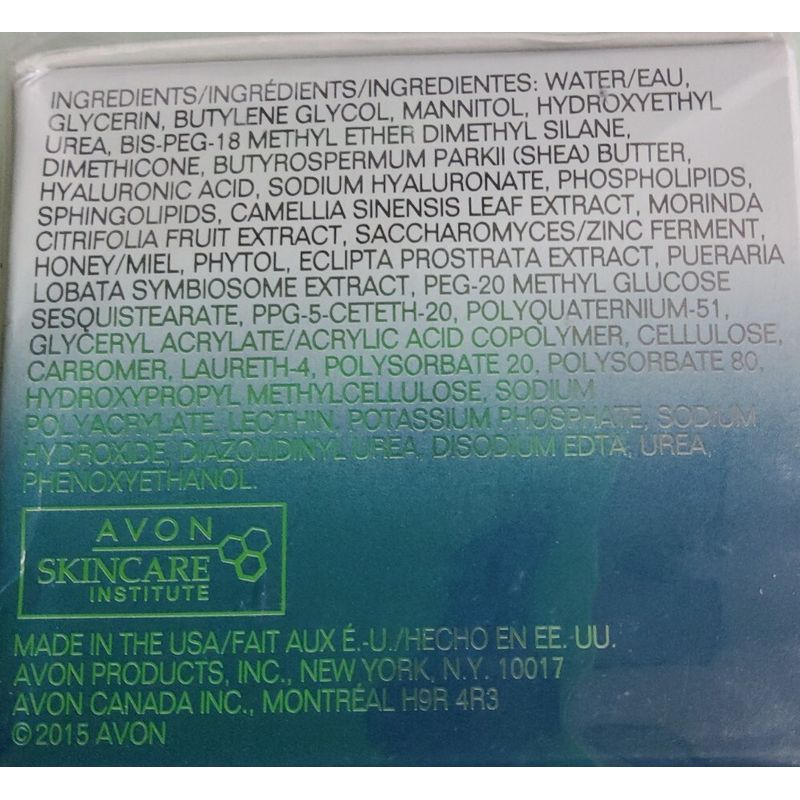 INGREDIENTS/INGRÉDIENTS/INGREDIENTES: WATER/EAU,
GLYCERIN, BUTYLENE GLYCOL, MANNITOL, HYDROXYETHYL
UREA, BIS-PEG-18 METHYL ETHER DIMETHYL SILANE,
DIMETHICONE, BUTYROSPERMUM PARKII (SHEA) BUTTER,
HYALURONIC ACID, SODIUM HYALURONATE, PHOSPHOLIPIDS,
SPHINGOLIPIDS, CAMELLIA SINENSIS LEAF EXTRACT, MORINDA
CITRIFOLIA FRUIT EXTRACT, SACCHAROMYCES/ZINC FERMENT,
HONEY/MIEL, PHYTOL, ECLIPTA PROSTRATA EXTRACT, PUERARIA
LOBATA SYMBIOSOME EXTRACT, PEG-20 METHYL GLUCOSE
SESQUISTEARATE, PPG-5-CETETH-20, POLYQUATERNIUM-51,
GLYCERYL ACRYLATE/ACRYLIC ACID COPOLYMER, CELLULOSE,
CARBOMER, LAURETH-4, POLYSORBATE 20, POLYSORBATE 80,
HYDROXYPROPYL METHYLCELLULOSE, SODIUM
POLYACRYLATE, LECITHIN, POTASSIUM PHOSPHATE, SODIUM
HYDROXIDE, DIAZOLIDINYL UREA, DISODIUM EDTA, UREA,
PHENOXYETHANOL.
AVON
SKINCARE
INSTITUTE
MADE IN THE USA/FAIT AUX É.-U./HECHO EN EE.-UU.
AVON PRODUCTS, INC., NEW YORK, N.Y. 10017
AVON CANADA INC., MONTRÉAL H9R 4R3
©2015 AVON